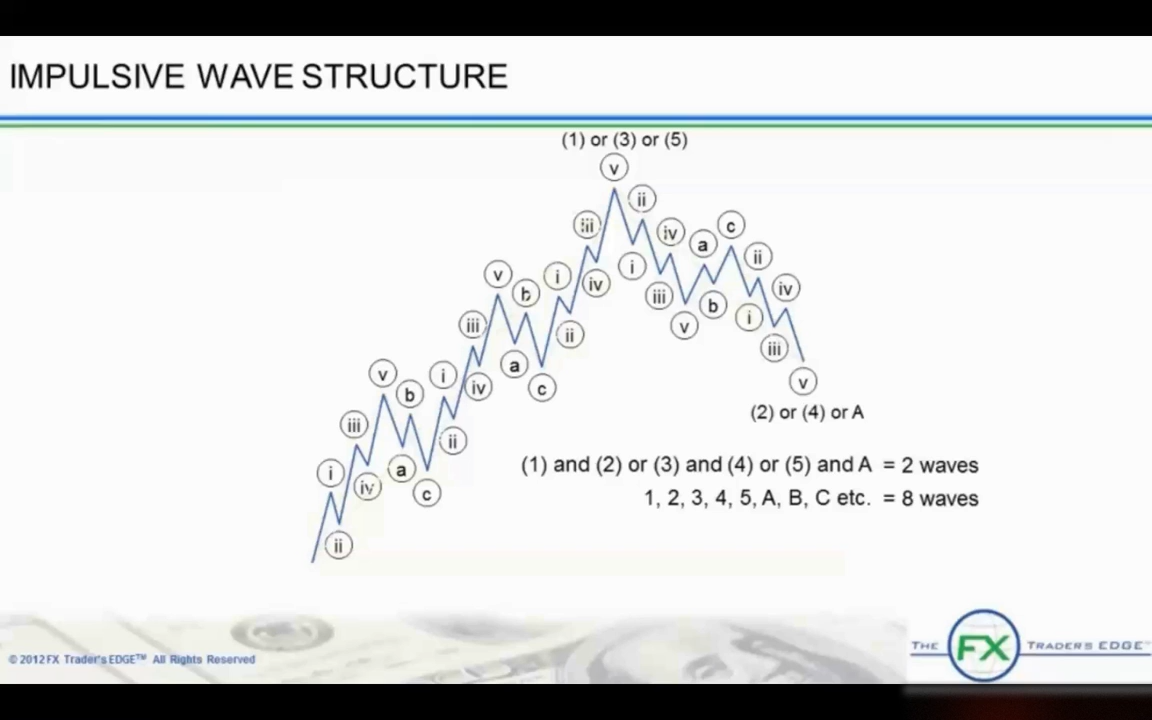 IMPULSIVE WAVE STRUCTURE
(1) or (3) or (5)
v
ii
iii
iv
c
a
i
iv
ii
v
b
i
iii
b
iv
ii
v
i
iii
a
iii
c
v
v
b
i
iv
(2) or (4) or A
iii
ii
i
a
iv
c
ii
(1) and (2) or (3) and (4) or (5) and A = 2 waves
1, 2, 3, 4, 5, A, B, C etc. = 8 waves
© 2012 FX Trader's EDGE™ All Rights Reserved
THE FX TRADERS EDGE™